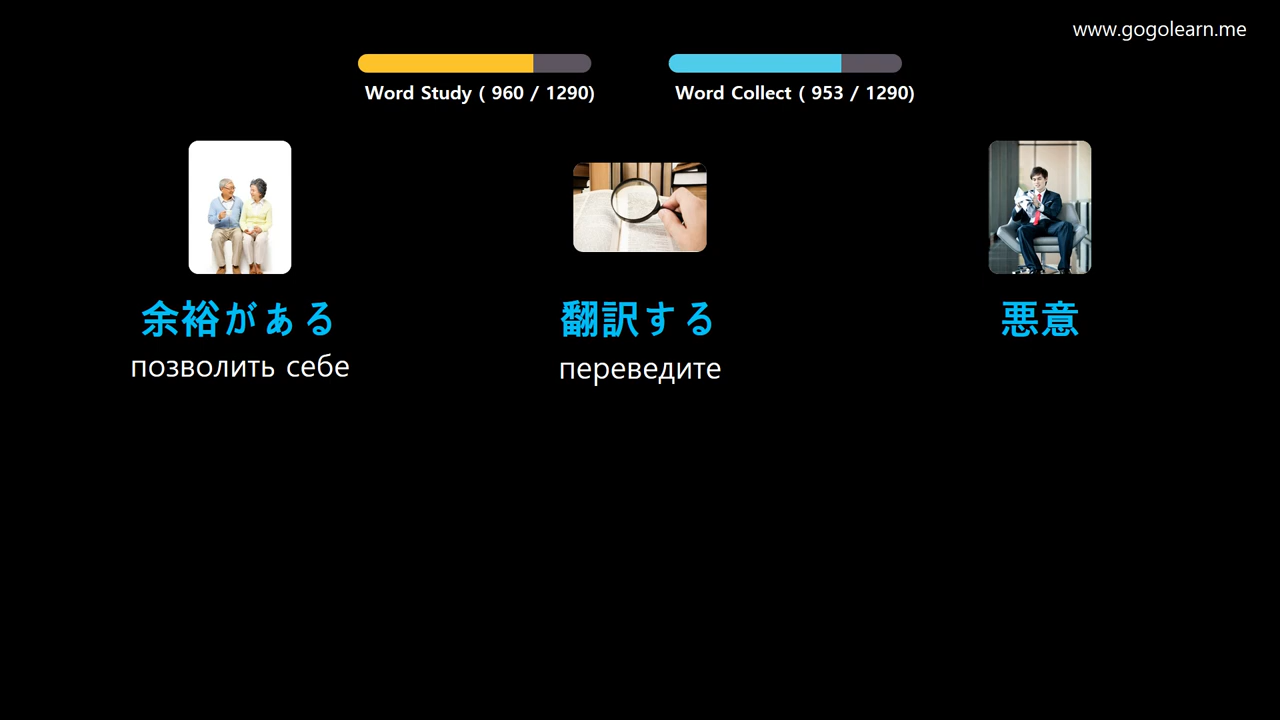 www.gogolearn.me
Word Study ( 960 / 1290)
Word Collect ( 953 / 1290)
余裕がある
翻訳する
悪意
позволить себе
переведите